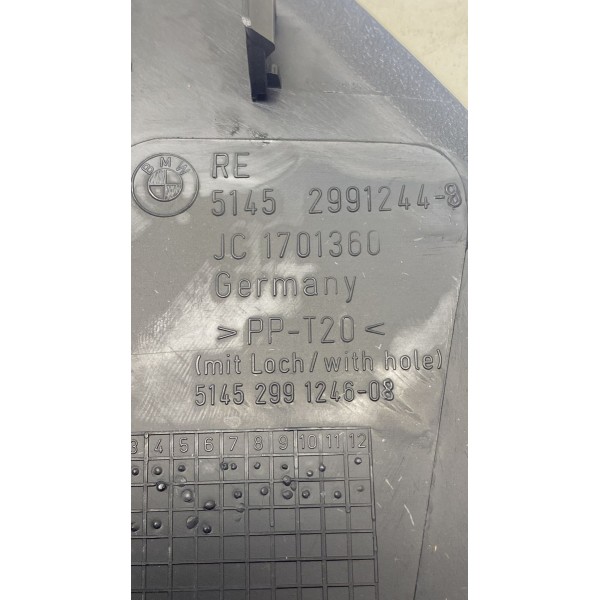 BMW
RE
5145 2991244-8
JC 1701360
Germany
>PP-T20<
(mit Loch/with hole)
5145 299 1246-08
3 4 5 6 7 8 9 10 11 12